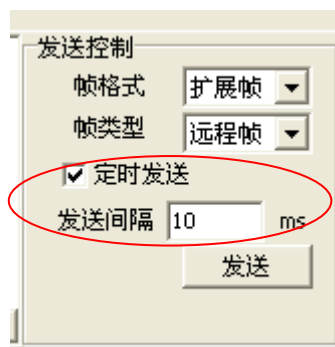 发送控制
帧格式 扩展帧
帧类型 远程帧
定时发送
发送间隔 10 ms
发送